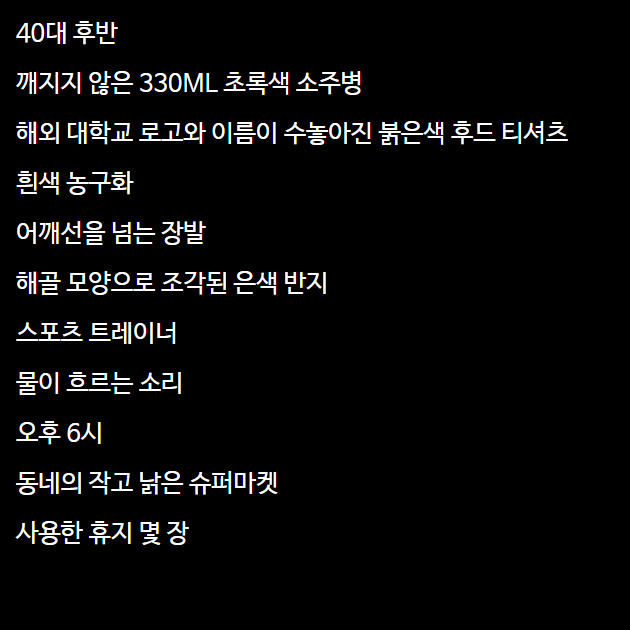 40대 후반
깨지지 않은 330ML 초록색 소주병
해외 대학교 로고와 이름이 수놓아진 붉은색 후드 티셔츠
흰색 농구화
어깨선을 넘는 장발
해골 모양으로 조각된 은색 반지
스포츠 트레이너
물이 흐르는 소리
오후 6시
동네의 작고 낡은 슈퍼마켓
사용한 휴지 몇 장